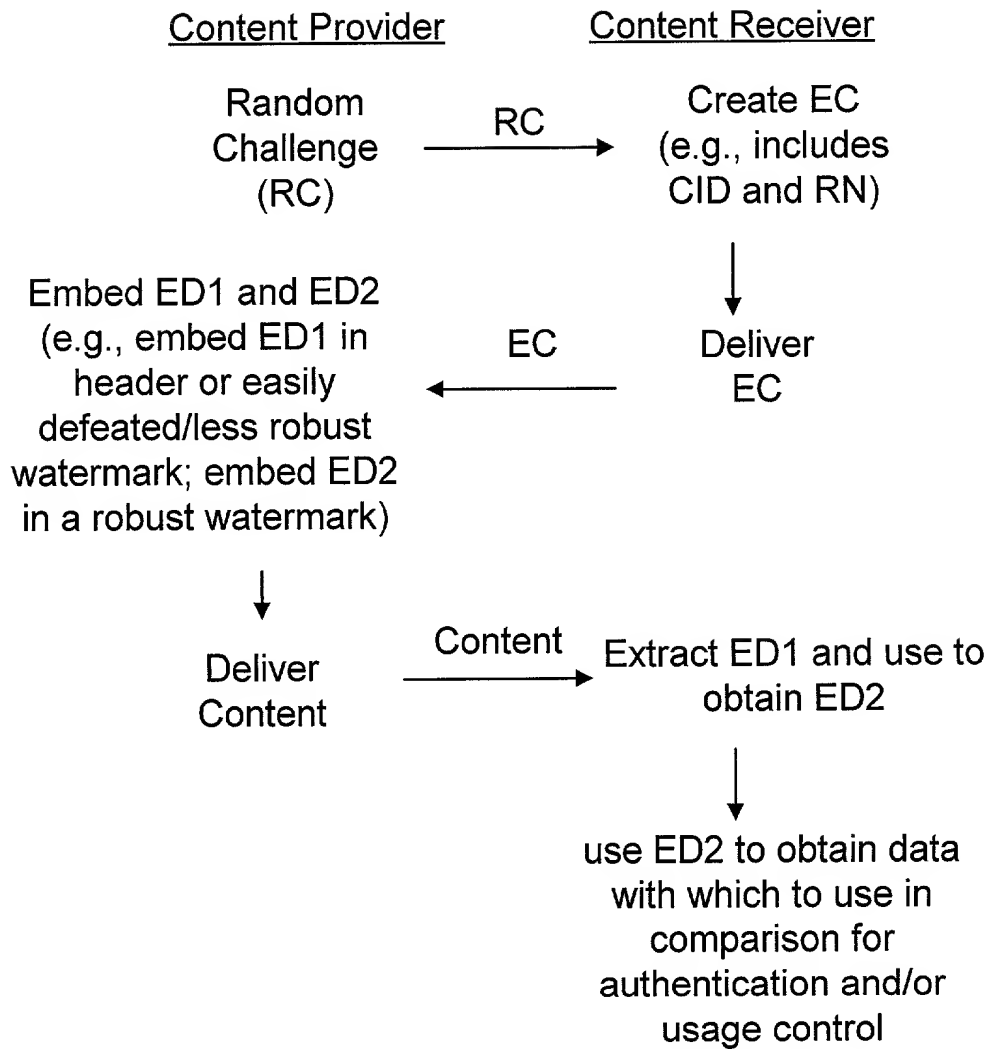 Content Provider
Content Receiver
Random
Challenge
(RC)
RC
Create EC
(e.g., includes
CID and RN)
Deliver
EC
EC
Embed ED1 and ED2
(e.g., embed ED1 in
header or easily
defeated/less robust
watermark; embed ED2
in a robust watermark)
Deliver
Content
Content
Extract ED1 and use to
obtain ED2
use ED2 to obtain data
with which to use in
comparison for
authentication and/or
usage control